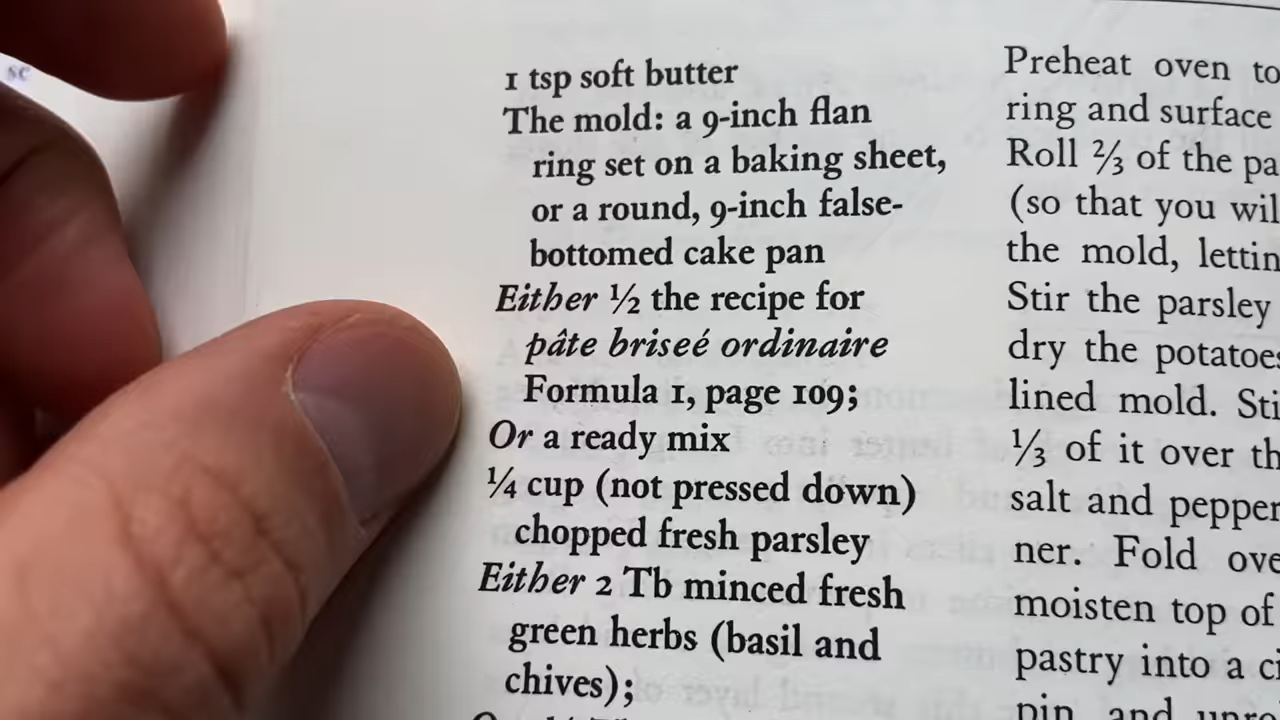 sc
1 tsp soft butter
The mold: a 9-inch flan
ring set on a baking sheet,
or a round, 9-inch false-
bottomed cake pan
Either ½ the recipe for
pâte briseé ordinaire
Formula 1, page 109;
Or a ready mix
¼ cup (not pressed down)
chopped fresh parsley
Either 2 Tb minced fresh
green herbs (basil and
chives);
Preheat oven to
ring and surface
Roll ⅔ of the pa
(so that you wil
the mold, lettin
Stir the parsley
dry the potatoes
lined mold. Sti
⅓ of it over th
salt and pepper
ner. Fold ove
moisten top of
pastry into a ci
pin, and unro